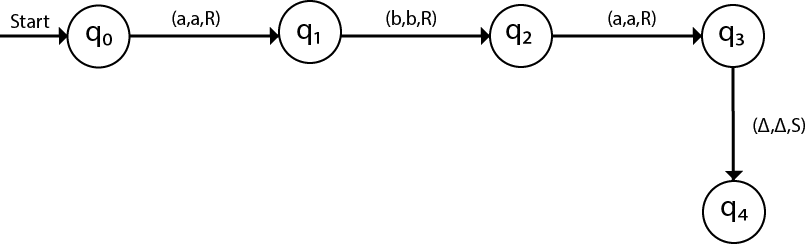 Start
q0
(a,a,R)
q1
(b,b,R)
q2
(a,a,R)
q3
(Δ,Δ,S)
q4